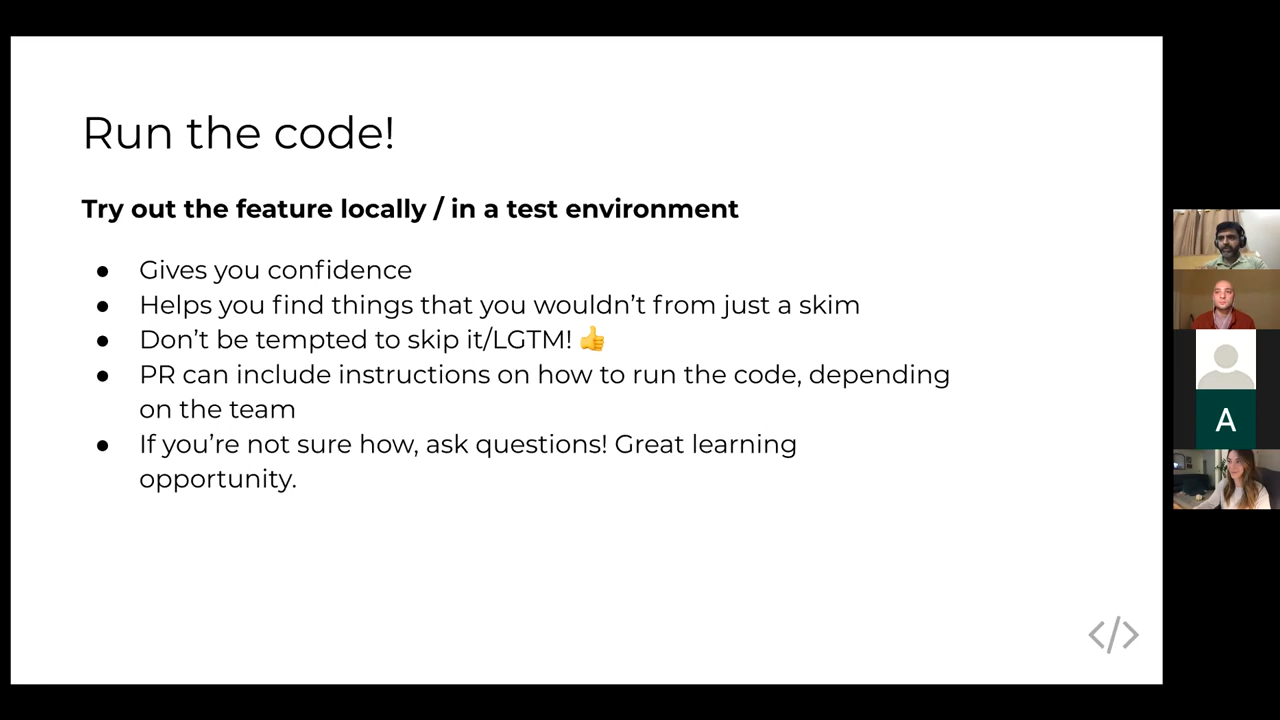 Run the code!
Try out the feature locally / in a test environment
● Gives you confidence
● Helps you find things that you wouldn’t from just a skim
● Don’t be tempted to skip it/LGTM! 👍
● PR can include instructions on how to run the code, depending
on the team
● If you’re not sure how, ask questions! Great learning
opportunity.
</>
A